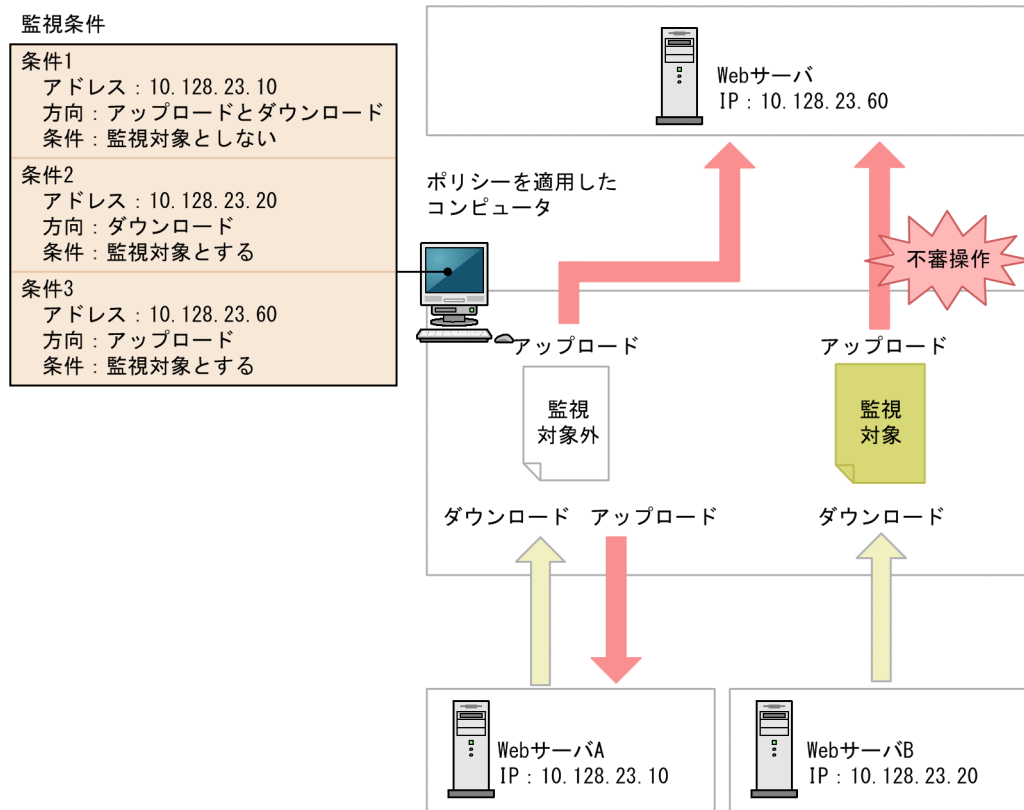 監視条件
条件1
アドレス：10.128.23.10
方向：アップロードとダウンロード
条件：監視対象としない
条件2
アドレス：10.128.23.20
方向：ダウンロード
条件：監視対象とする
条件3
アドレス：10.128.23.60
方向：アップロード
条件：監視対象とする
Webサーバ
IP：10.128.23.60
ポリシーを適用した
コンピュータ
不審操作
アップロード
アップロード
監視
対象外
監視
対象
ダウンロード
アップロード
ダウンロード
WebサーバA
IP：10.128.23.10
WebサーバB
IP：10.128.23.20